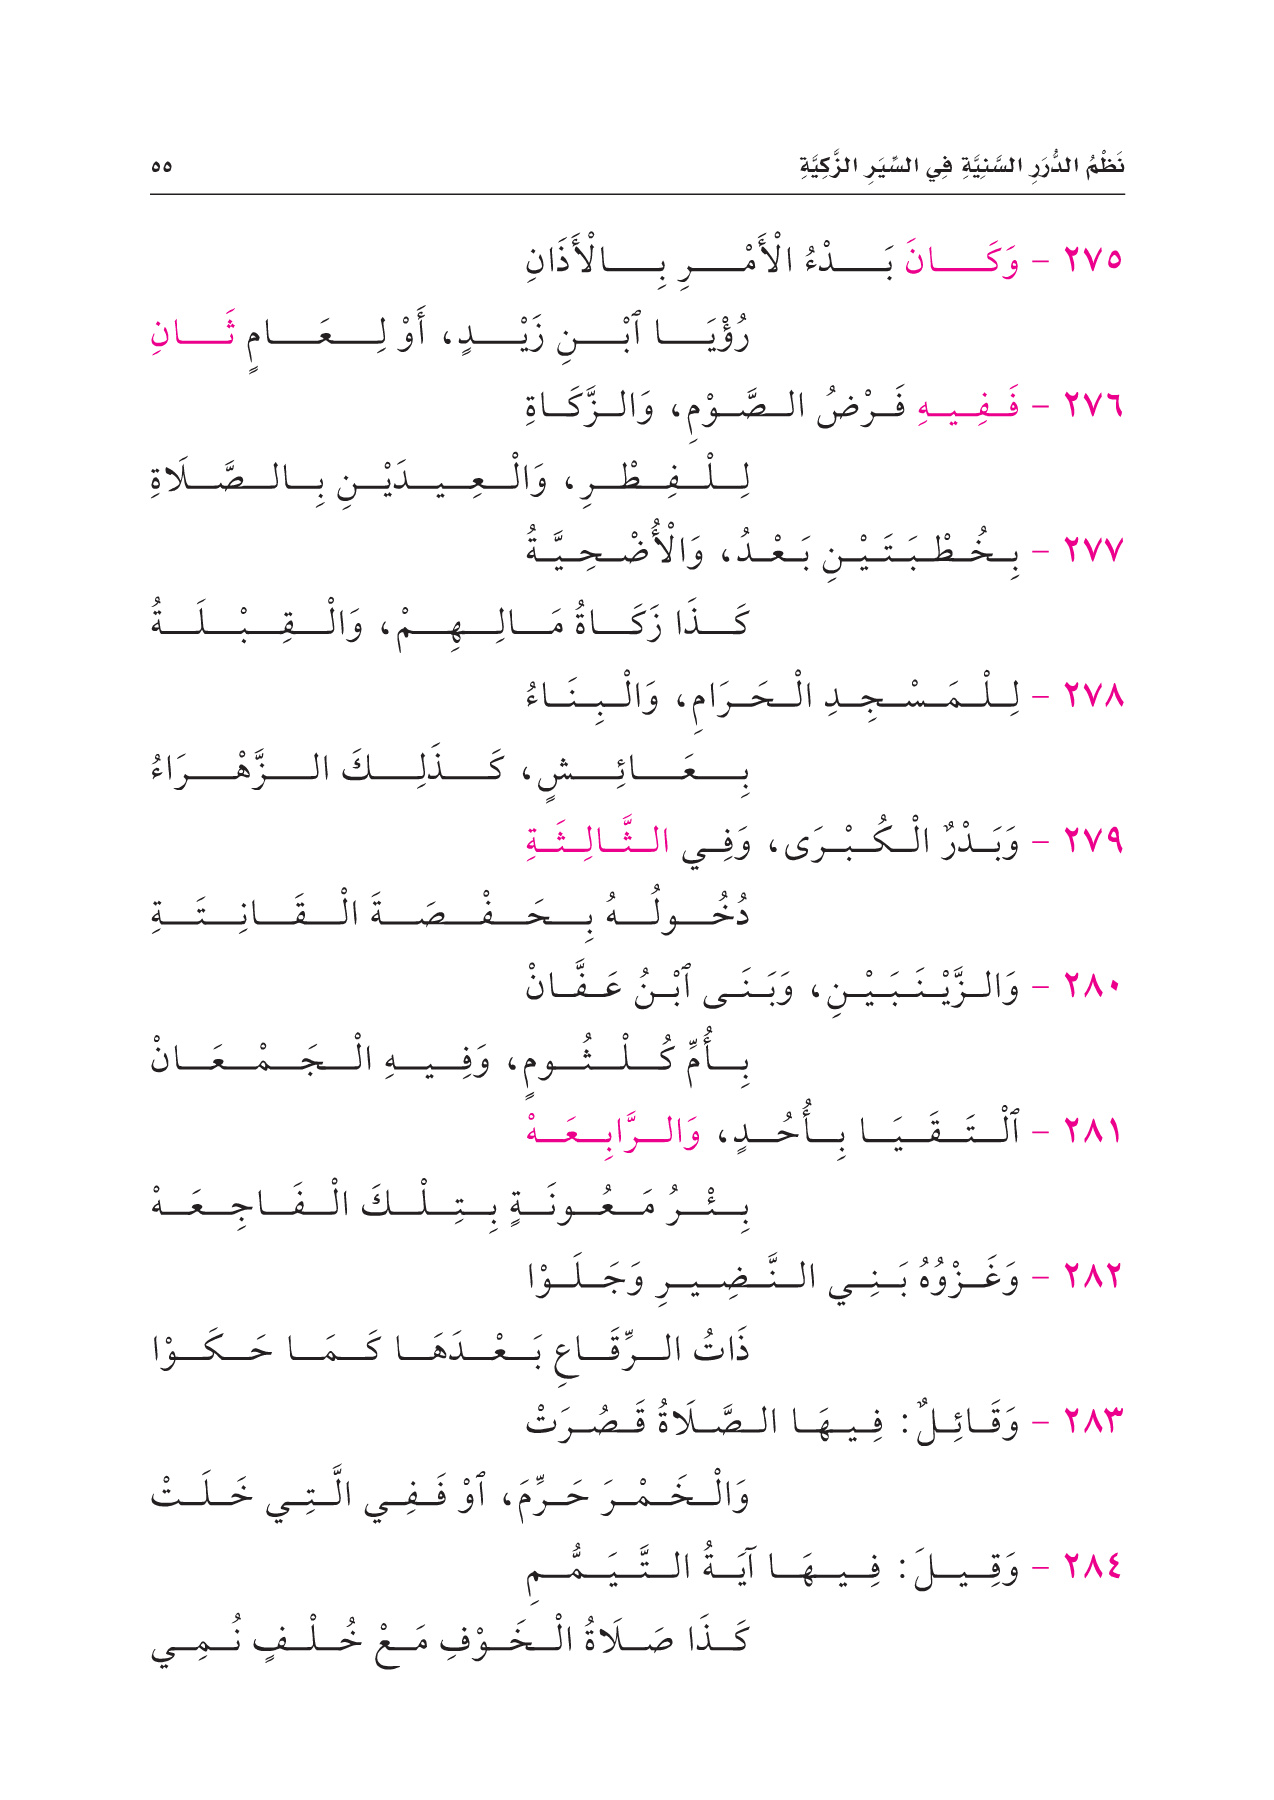 نَظْمُ الدُّرَرِ السَّنِيَّةِ فِي السِّيَرِ الزَّكِيَّةِ ٥٥
٢٧٥ - وَكَانَ بَدْءُ الْأَمْرِ بِالْأَذَانِ
رُؤْيَا ٱبْنِ زَيْدٍ، أَوْ لِعَامٍ ثَانِ
٢٧٦ - فَفِيهِ فَرْضُ الصَّوْمِ، وَالزَّكَاةِ
لِلْفِطْرِ، وَالْعِيدَيْنِ بِالصَّلَاةِ
٢٧٧ - بِخُطْبَتَيْنِ بَعْدُ، وَالْأُضْحِيَّةُ
كَذَا زَكَاةُ مَالِهِمْ، وَالْقِبْلَةُ
٢٧٨ - لِلْمَسْجِدِ الْحَرَامِ، وَالْبِنَاءُ
بِعَائِشٍ، كَذَلِكَ الزَّهْرَاءُ
٢٧٩ - وَبَدْرٌ الْكُبْرَى، وَفِي الثَّالِثَةِ
دُخُولُهُ بِحَفْصَةَ الْقَانِتَةِ
٢٨٠ - وَالزَّيْنَبَيْنِ، وَبَنَى ٱبْنُ عَفَّانْ
بِأُمِّ كُلْثُومٍ، وَفِيهِ الْجَمْعَانْ
٢٨١ - ٱلْتَقَيَا بِأُحُدٍ، وَالرَّابِعَهْ
بِئْرُ مَعُونَةٍ بِتِلْكَ الْفَاجِعَهْ
٢٨٢ - وَغَزْوُهُ بَنِي النَّضِيرِ وَجَلَوْا
ذَاتُ الرِّقَاعِ بَعْدَهَا كَمَا حَكَوْا
٢٨٣ - وَقَائِلٌ: فِيهَا الصَّلَاةُ قَصُرَتْ
وَالْخَمْرَ حَرِّمَ، ٱوْ فَفِي الَّتِي خَلَتْ
٢٨٤ - وَقِيلَ: فِيهَا آيَةُ التَّيَمُّمِ
كَذَا صَلَاةُ الْخَوْفِ مَعْ خُلْفٍ نُمِي